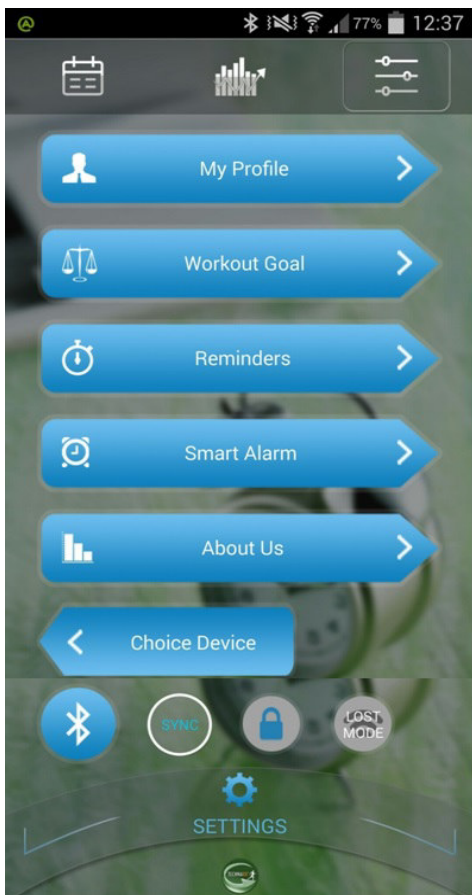 77% 12:37
My Profile
Workout Goal
Reminders
Smart Alarm
About Us
Choice Device
SYNC
LOST
MODE
SETTINGS